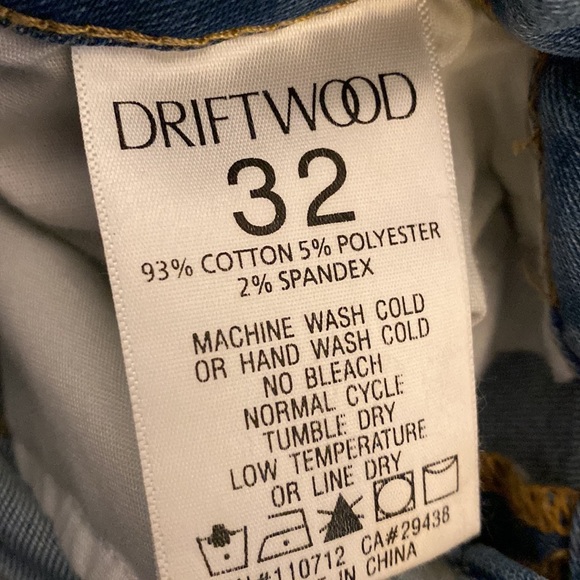 DRIFTWOOD
32
93% COTTON 5% POLYESTER
2% SPANDEX
MACHINE WASH COLD
OR HAND WASH COLD
NO BLEACH
NORMAL CYCLE
TUMBLE DRY
LOW TEMPERATURE
OR LINE DRY
#110712 CA#29438
IN CHINA